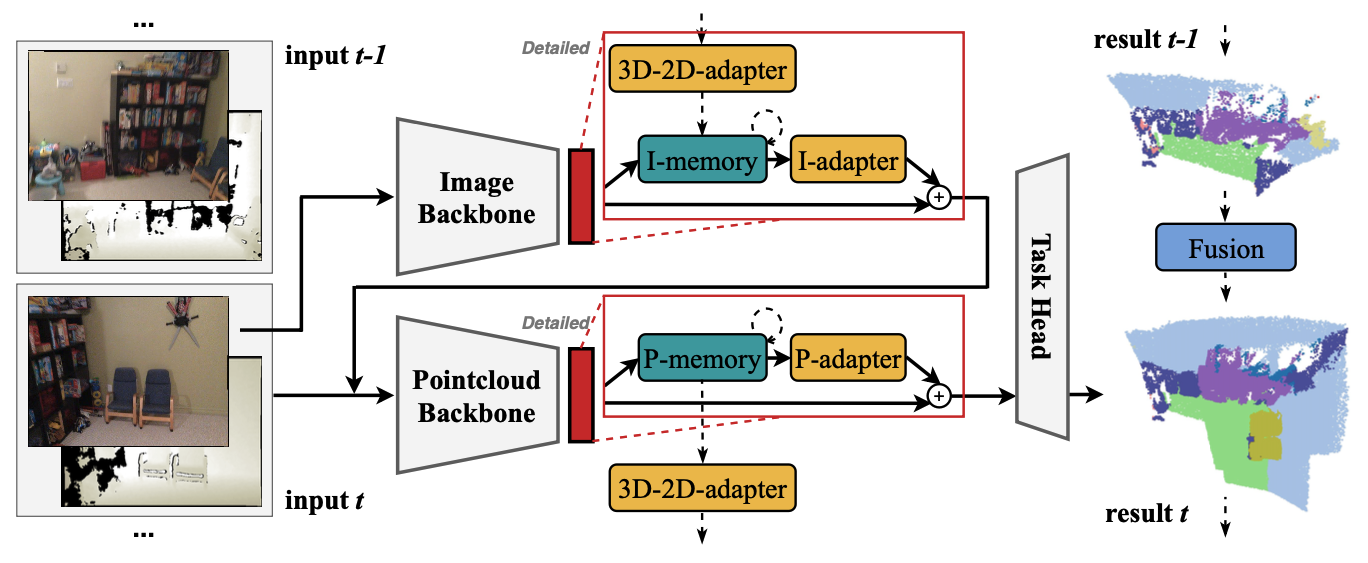 ...
input t-1
Detailed
3D-2D-adapter
I-memory
I-adapter
+
Image
Backbone
Detailed
P-memory
P-adapter
+
Pointcloud
Backbone
3D-2D-adapter
Task Head
input t
...
result t-1
Fusion
result t